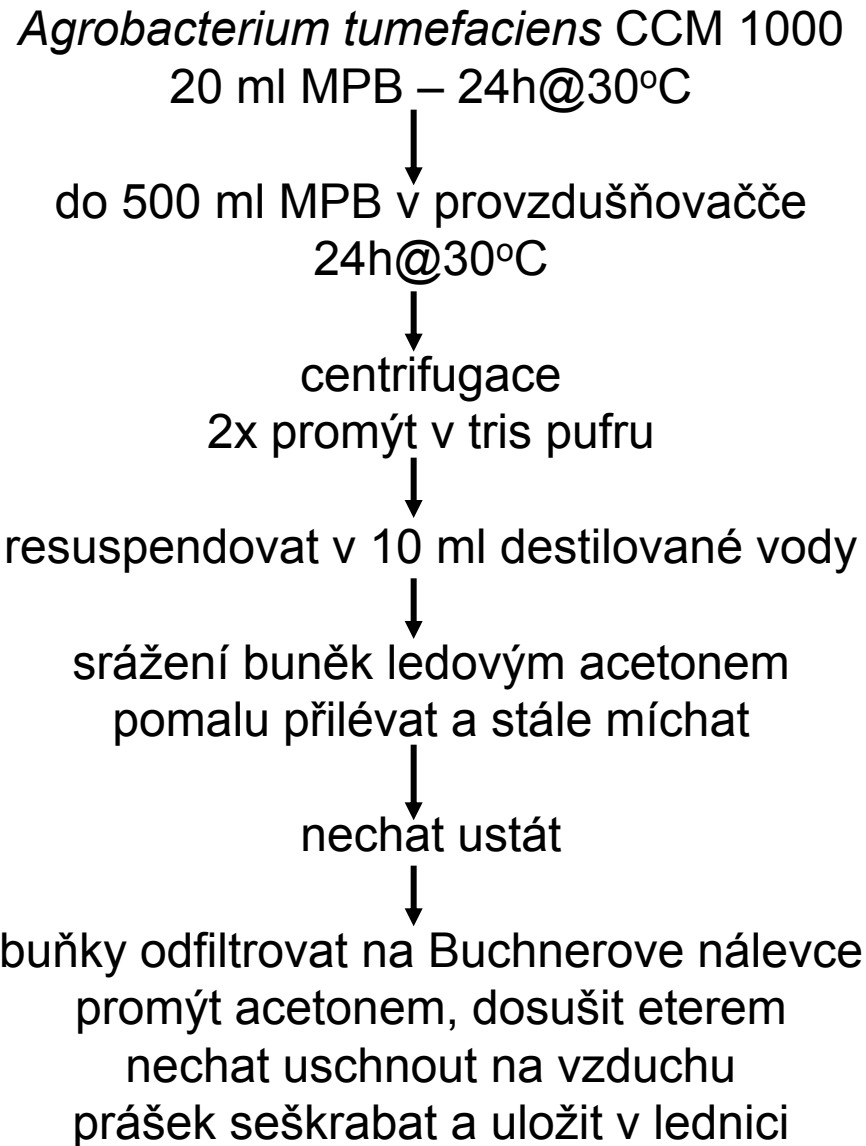 Agrobacterium tumefaciens CCM 1000
20 ml MPB – 24h@30ºC
do 500 ml MPB v provzdušňovačče
24h@30ºC
centrifugace
2x promýt v tris pufru
resuspendovat v 10 ml destilované vody
srážení buněk ledovým acetonem
pomalu přilévat a stále míchat
nechat ustát
buňky odfiltrovat na Buchnerove nálevce
promýt acetonem, dosušit eterem
nechat uschnout na vzduchu
prášek seškrabat a uložit v lednici